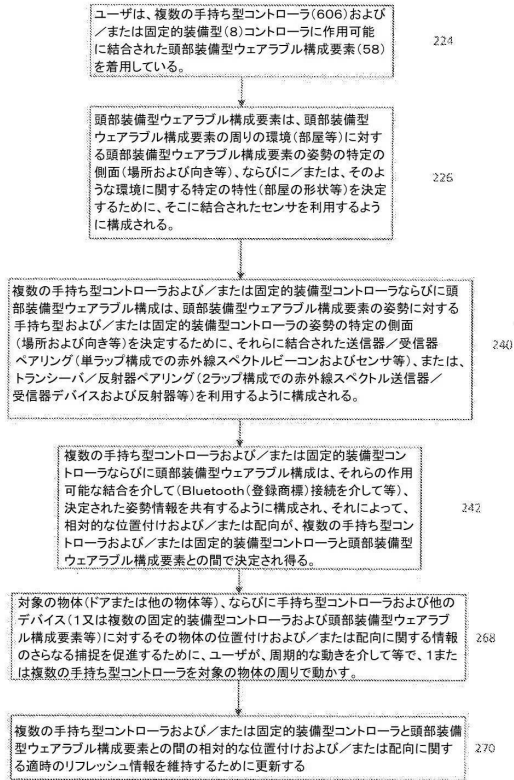 ユーザは、複数の手持ち型コントローラ(606)および
／または固定的装備型(8)コントローラに作用可能
に結合された頭部装備型ウェアラブル構成要素(58)
を着用している。
224
頭部装備型ウェアラブル構成要素は、頭部装備型
ウェアラブル構成要素の周りの環境(部屋等)に対
する頭部装備型ウェアラブル構成要素の姿勢の特定の
側面(場所および向き等)、ならびに／または、そのよ
うな環境に関する特定の特性(部屋の形状等)を決定
するために、そこに結合されたセンサを利用するよう
に構成される。
226
複数の手持ち型コントローラおよび／または固定的装備型コントローラならびに頭
部装備型ウェアラブル構成は、頭部装備型ウェアラブル構成要素の姿勢に対する
手持ち型および／または固定的装備型コントローラの姿勢の特定の側面
(場所および向き等)を決定するために、それらに結合された送信器／受信器
ペアリング(単ラップ構成での赤外線スペクトルビーコンおよびセンサ等)、または、
トランシーバ／反射器ペアリング(2ラップ構成での赤外線スペクトル送信器／
受信器デバイスおよび反射器等)を利用するように構成される。
240
複数の手持ち型コントローラおよび／または固定的装備型コン
トローラならびに頭部装備型ウェアラブル構成は、それらの作用
可能な結合を介して(Bluetooth(登録商標)接続を介して等)、
決定された姿勢情報を共有するように構成され、それによって、
相対的な位置付けおよび／または配向が、複数の手持ち型コント
ローラおよび／または固定的装備型コントローラと頭部装備型
ウェアラブル構成要素との間で決定され得る。
242
対象の物体(ドアまたは他の物体等)、ならびに手持ち型コントローラおよび他の
デバイス(1又は複数の固定的装備型コントローラおよび頭部装備型ウェアラブ
ル構成要素等)に対するその物体の位置付けおよび／または配向に関する情報
のさらなる捕捉を促進するために、ユーザが、周期的な動きを介して等で、1また
は複数の手持ち型コントローラを対象の物体の周りで動かす。
268
複数の手持ち型コントローラおよび／または固定的装備型コントローラと頭部装備
型ウェアラブル構成要素との間の相対的な位置付けおよび／または配向に関す
る適時のリフレッシュ情報を維持するために更新する
270